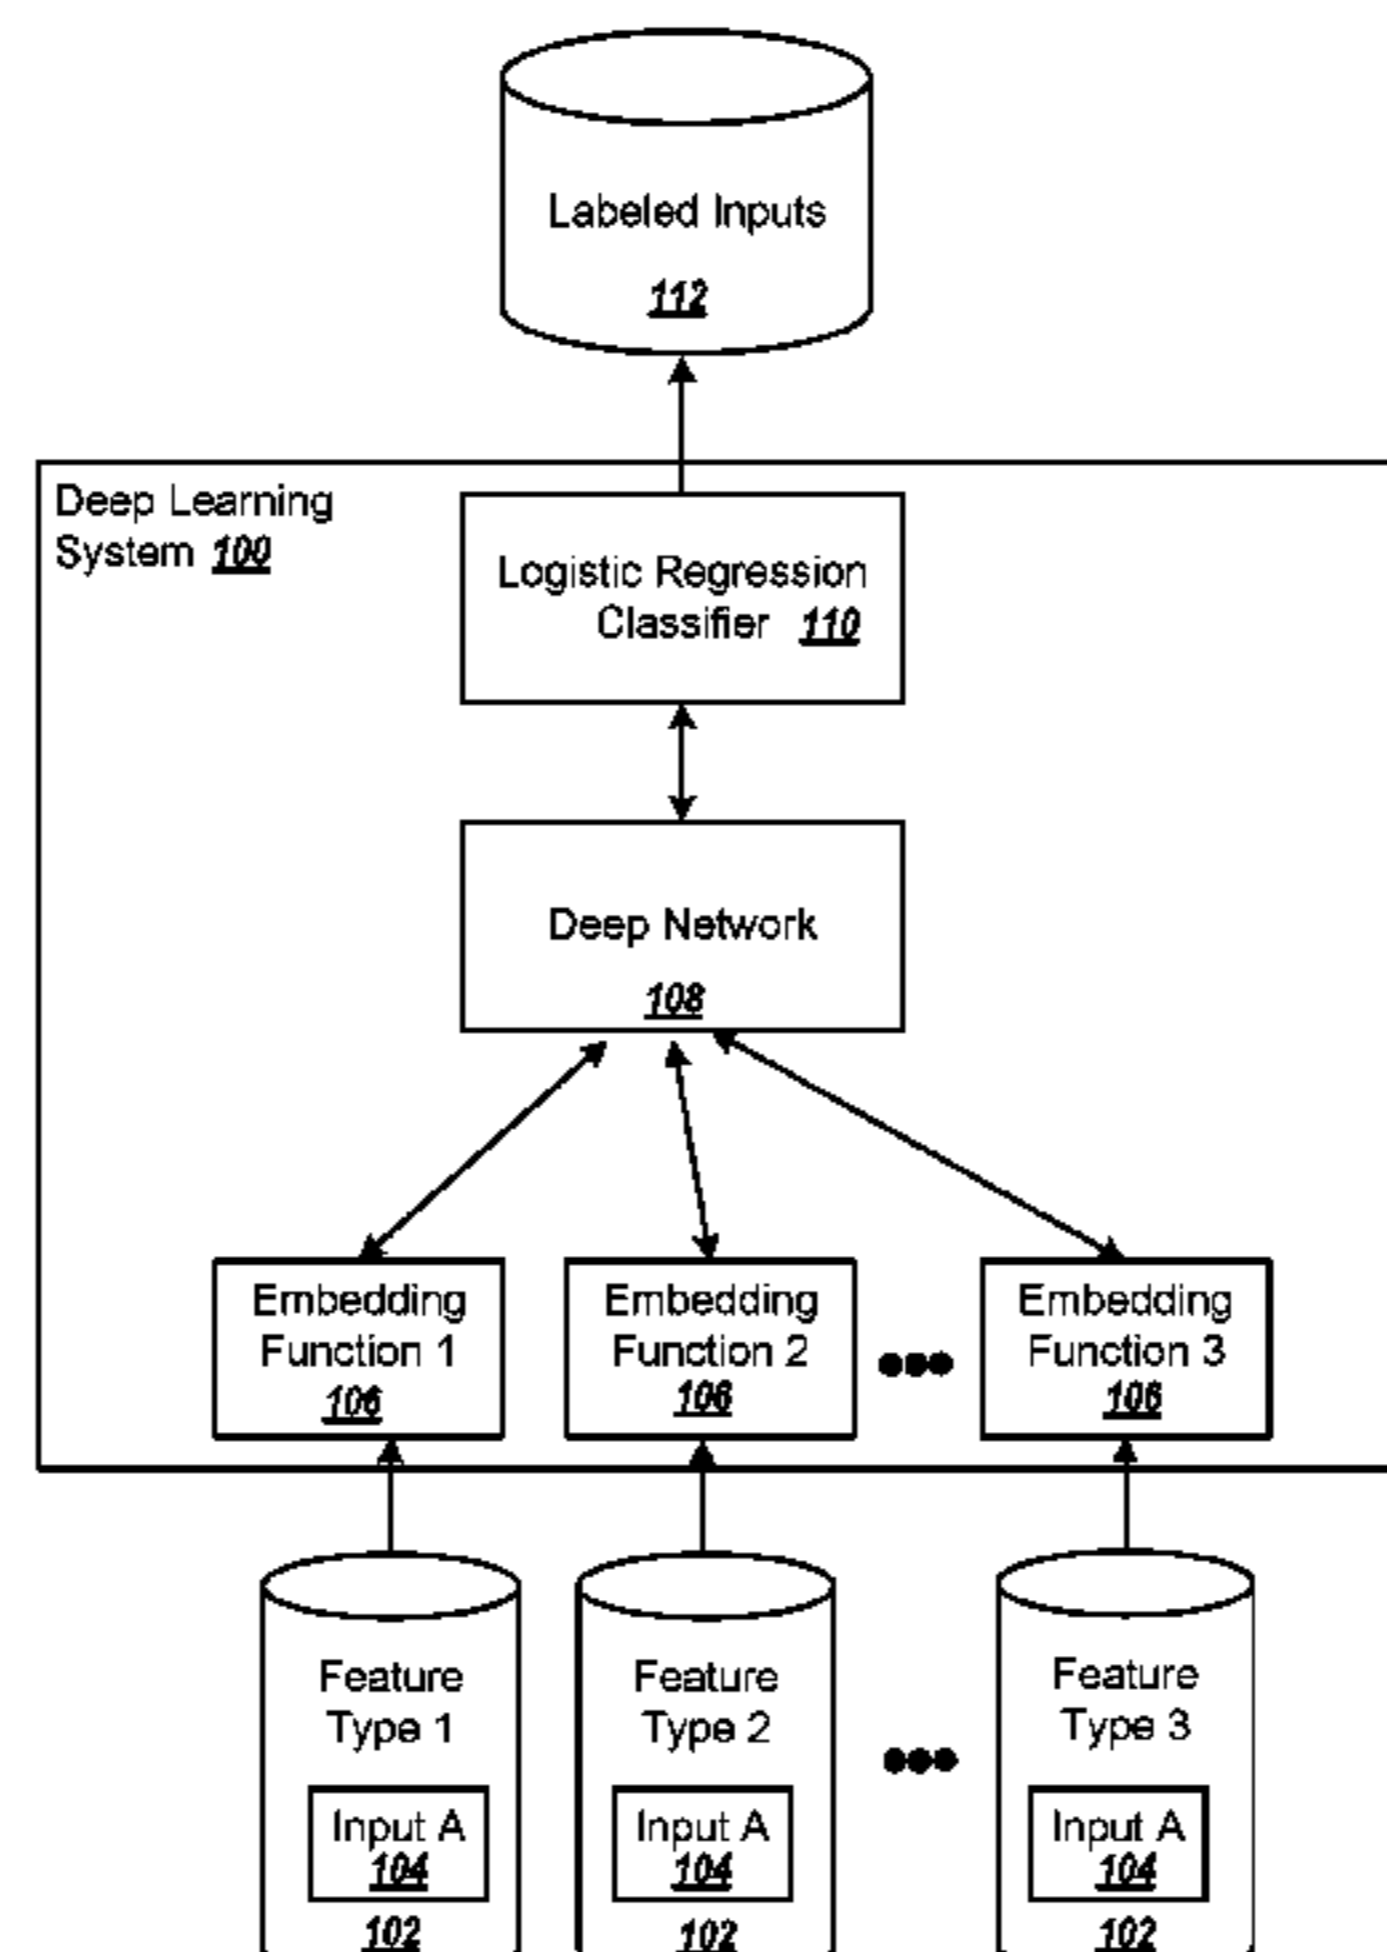 Labeled Inputs
112
Deep Learning
System 100
Logistic Regression
Classifier 110
Deep Network
108
Embedding
Function 1
106
Embedding
Function 2
106
Embedding
Function 3
106
Feature
Type 1
Input A
104
102
Feature
Type 2
Input A
104
102
Feature
Type 3
Input A
104
102